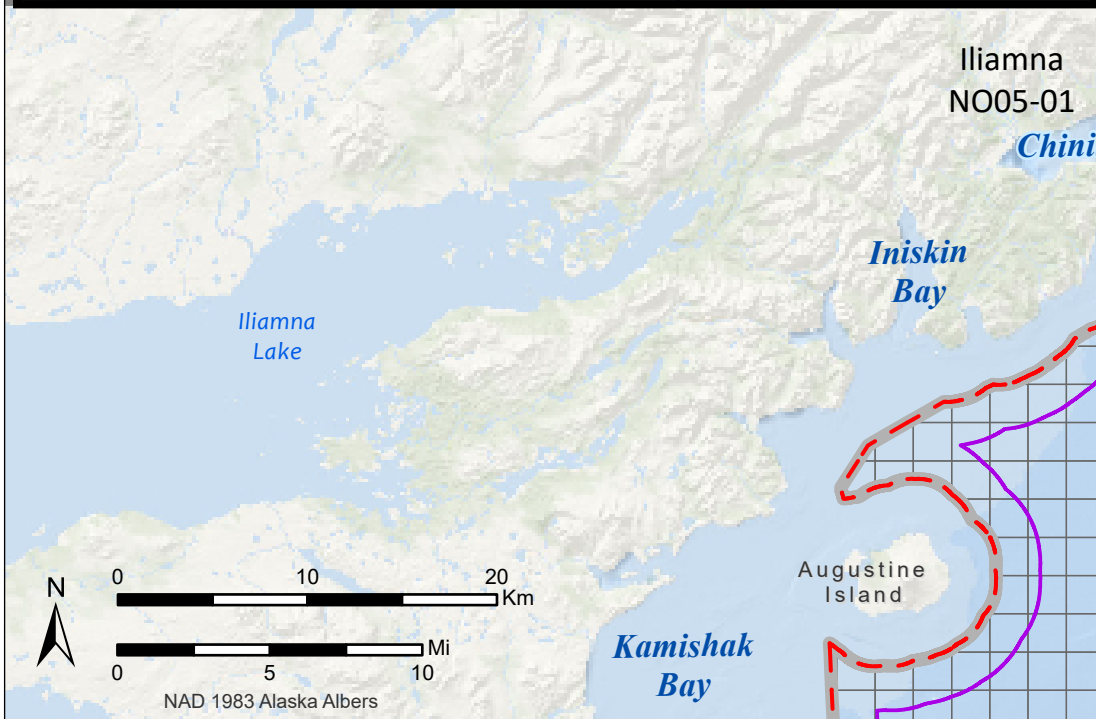 Iliamna
NO05-01
Chini
Iniskin
Bay
Iliamna
Lake
Augustine
Island
N
0 10 20
Km
Mi
0 5 10
Kamishak
Bay
NAD 1983 Alaska Albers